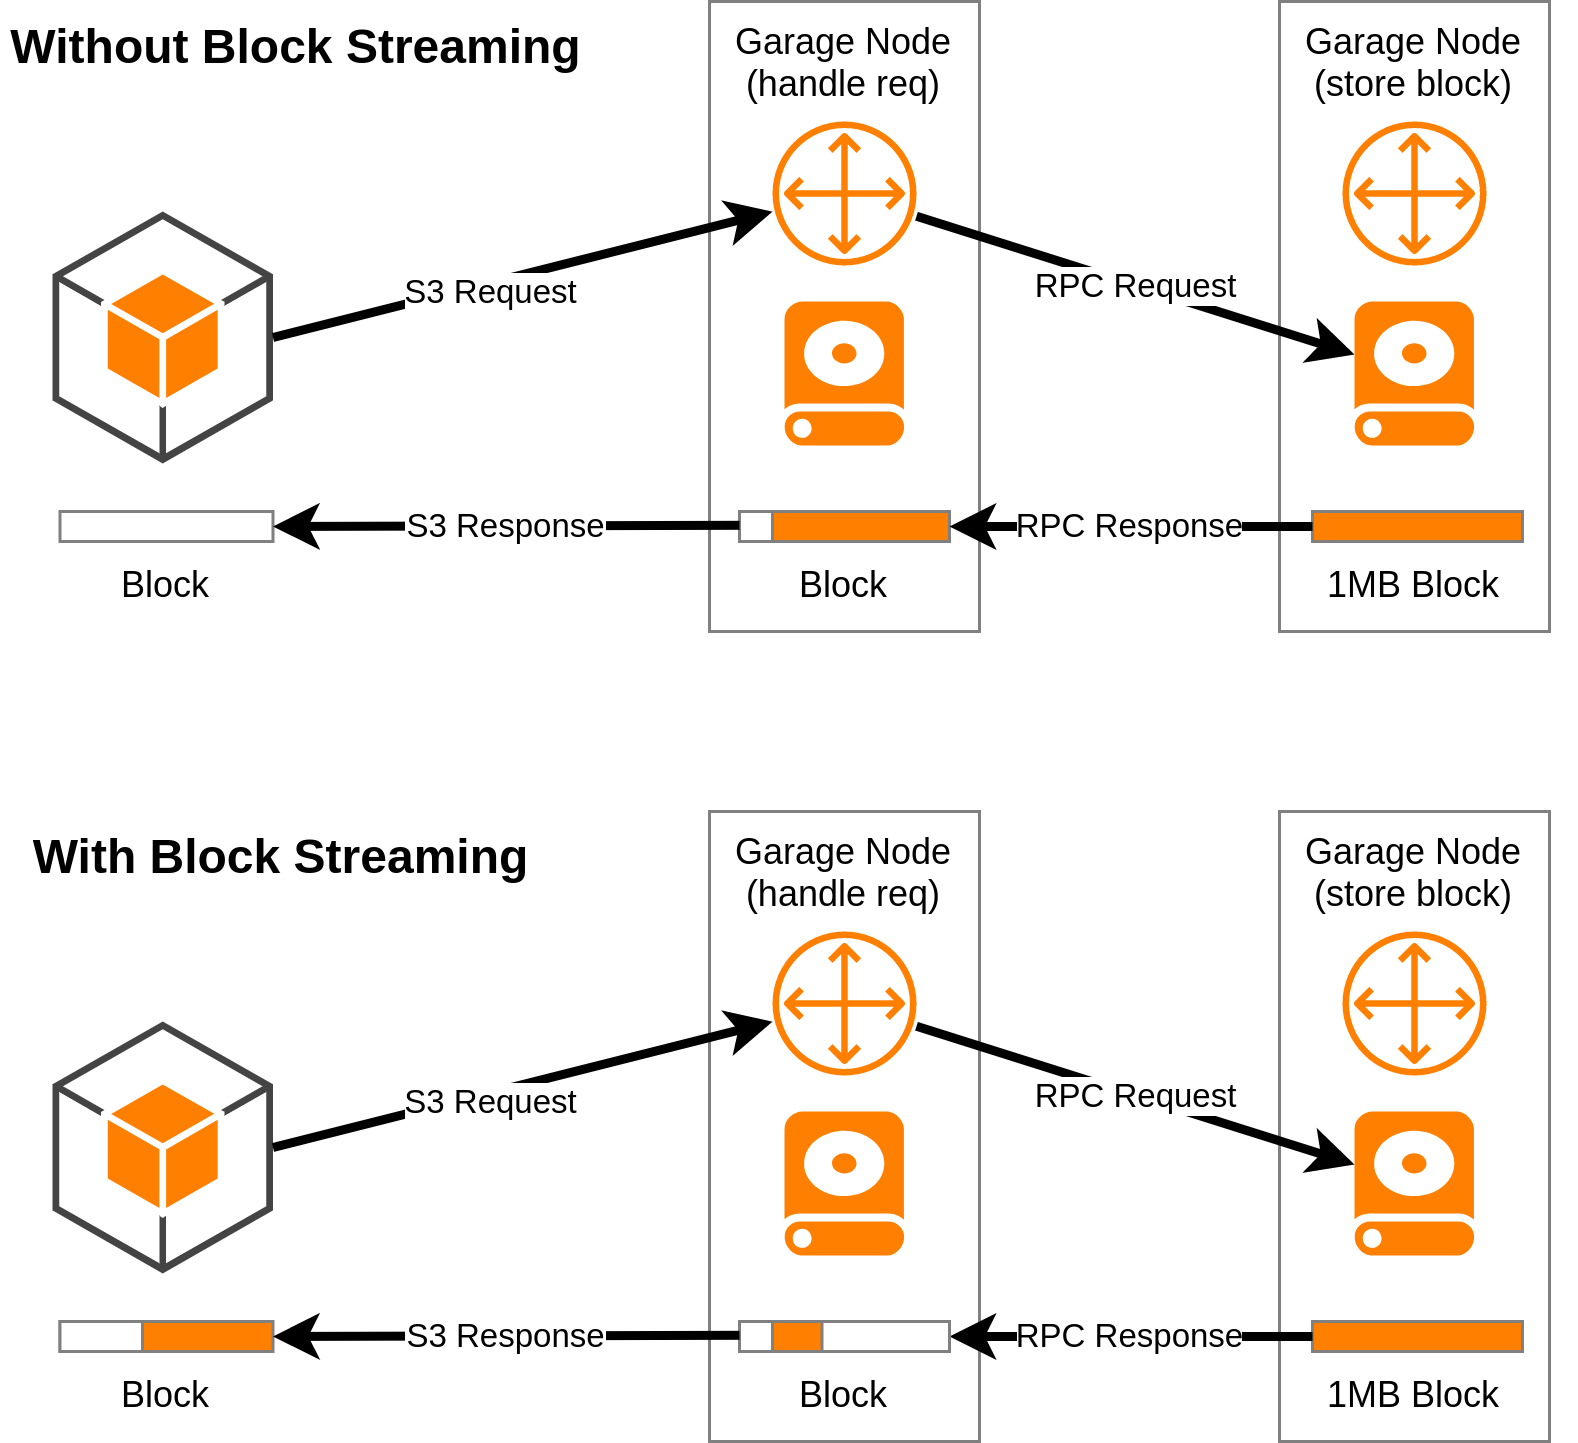 Without Block Streaming
Garage Node
(handle req)
Garage Node
(store block)
S3 Request
RPC Request
S3 Response
RPC Response
Block
Block
1MB Block
With Block Streaming
Garage Node
(handle req)
Garage Node
(store block)
S3 Request
RPC Request
S3 Response
RPC Response
Block
Block
1MB Block